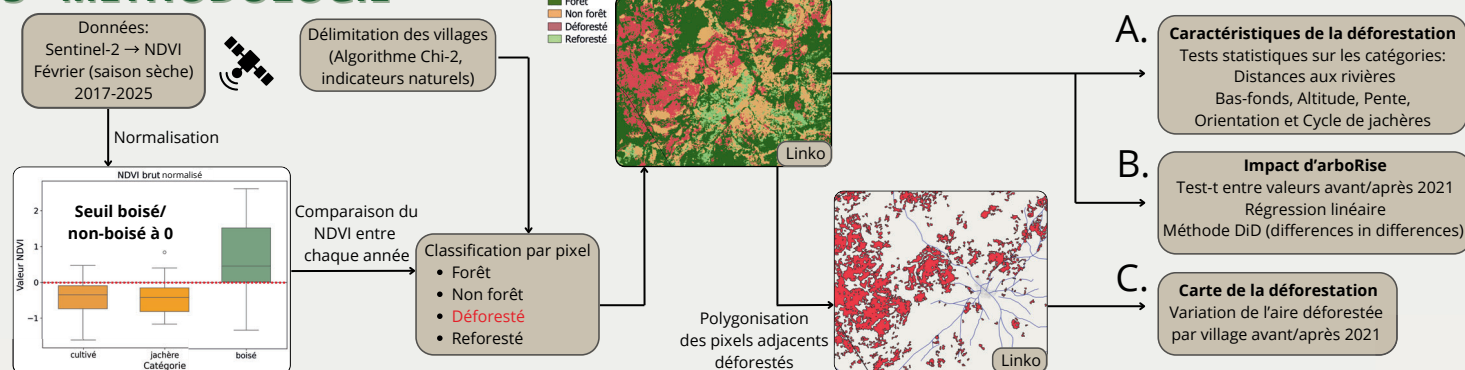 MÉTHODOLOGIE
Données:
Sentinel-2 → NDVI
Février (saison sèche)
2017-2025
Délimitation des villages
(Algorithme Chi-2,
indicateurs naturels)
Normalisation
NDVI brut normalisé
Seuil boisé/
non-boisé à 0
Valeur NDVI
2
1
0
−1
cultivé
jachère
boisé
Catégorie
Comparaison du
NDVI entre
chaque année
Classification par pixel
• Forêt
• Non forêt
• Déforesté
• Reforesté
Forêt
Non forêt
Déforesté
Reforesté
Linko
Polygonisation
des pixels adjacents
déforestés
Linko
A.
Caractéristiques de la déforestation
Tests statistiques sur les catégories:
Distances aux rivières
Bas-fonds, Altitude, Pente,
Orientation et Cycle de jachères
B.
Impact d’arboRise
Test-t entre valeurs avant/après 2021
Régression linéaire
Méthode DiD (differences in differences)
C.
Carte de la déforestation
Variation de l’aire déforestée
par village avant/après 2021